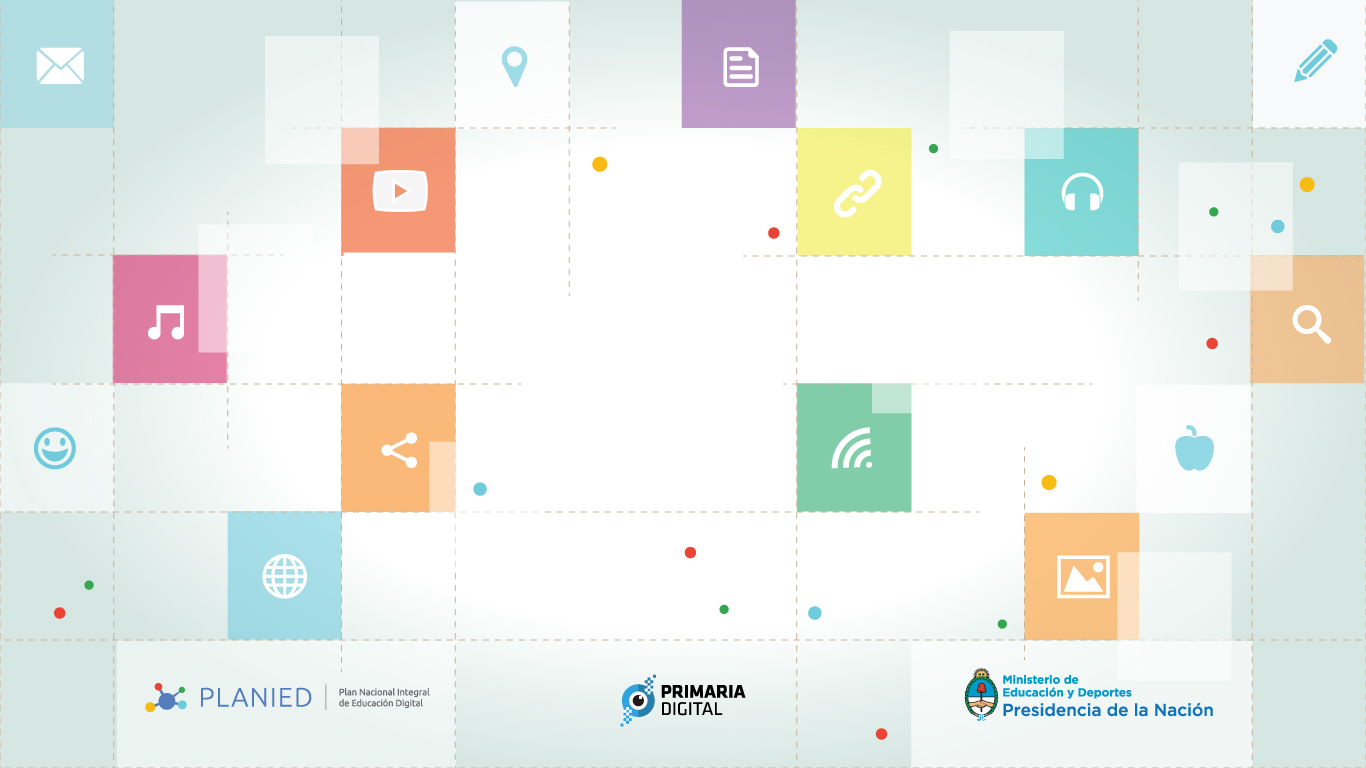 PLANIED
Plan Nacional Integral
de Educación Digital
PRIMARIA
DIGITAL
Ministerio de
Educación y Deportes
Presidencia de la Nación